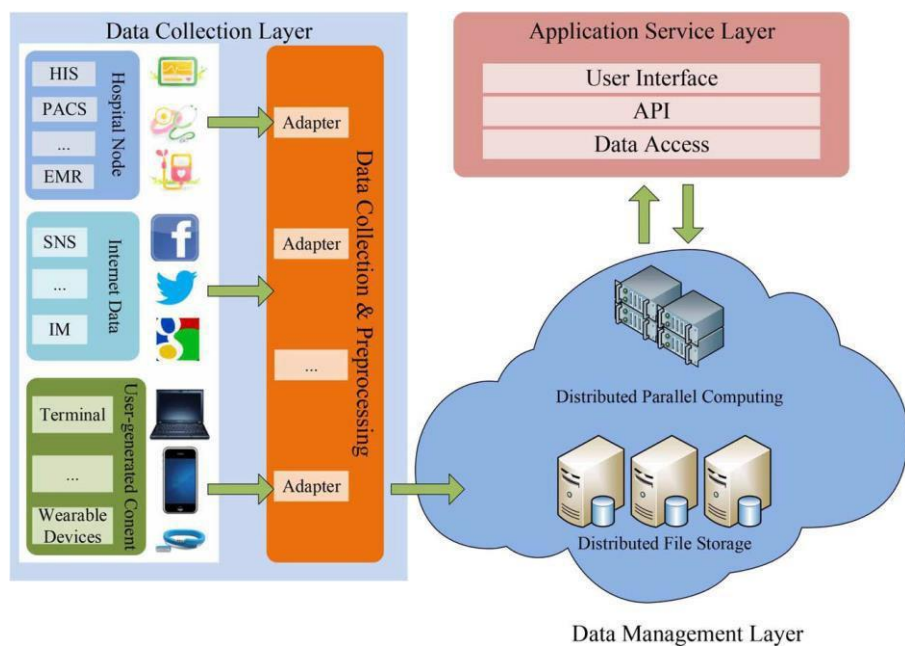 Data Collection Layer
HIS
PACS
...
EMR
Hospital Node
SNS
...
IM
Internet Data
Terminal
...
Wearable
Devices
User-generated Conent
Adapter
Adapter
...
Adapter
Data Collection & Preprocessing
Application Service Layer
User Interface
API
Data Access
Distributed Parallel Computing
Distributed File Storage
Data Management Layer